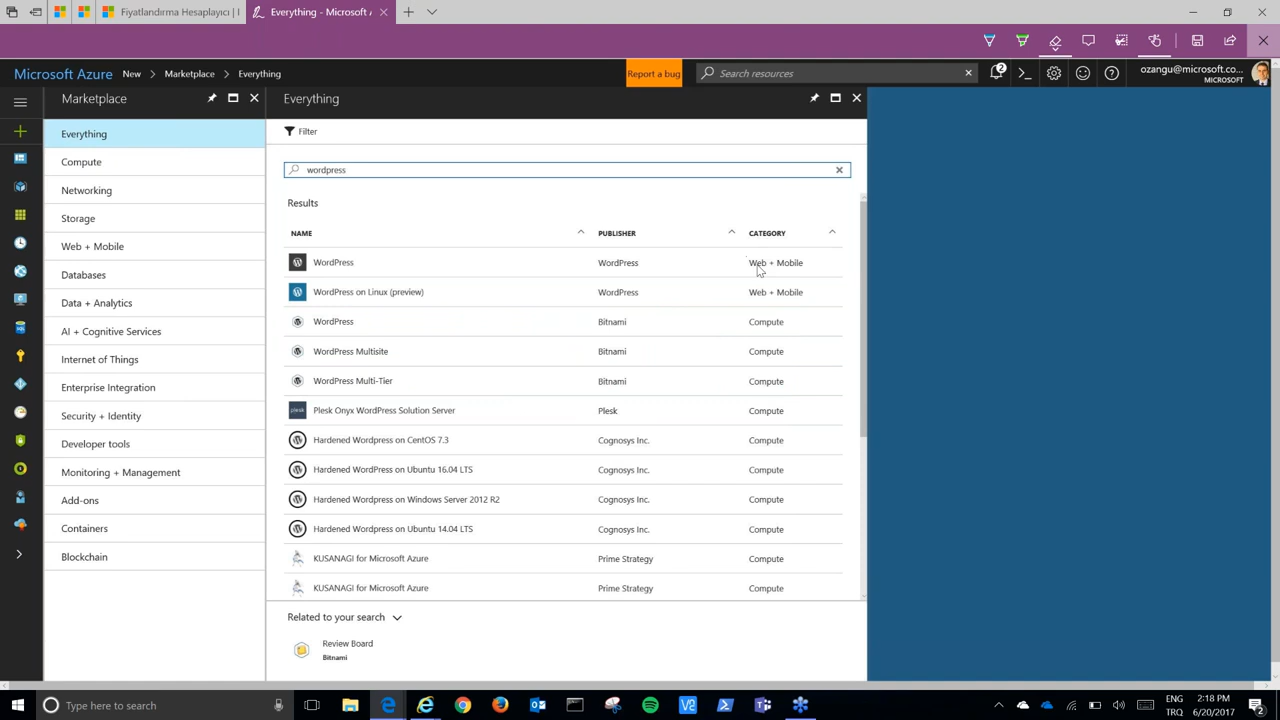 Fiyatlandırma Hesaplayıcı |
Everything - Microsoft A
Microsoft Azure
New
Marketplace
Everything
Report a bug
Search resources
2
ozangu@microsoft.co...
MICROSOFT
Marketplace
Everything
Compute
Networking
Storage
Web + Mobile
Databases
Data + Analytics
AI + Cognitive Services
Internet of Things
Enterprise Integration
Security + Identity
Developer tools
Monitoring + Management
Add-ons
Containers
Blockchain
Everything
Filter
wordpress
Results
NAME PUBLISHER CATEGORY
WordPress WordPress Web + Mobile
WordPress on Linux (preview) WordPress Web + Mobile
WordPress Bitnami Compute
WordPress Multisite Bitnami Compute
WordPress Multi-Tier Bitnami Compute
plesk Plesk Onyx WordPress Solution Server Plesk Compute
Hardened Wordpress on CentOS 7.3 Cognosys Inc. Compute
Hardened WordPress on Ubuntu 16.04 LTS Cognosys Inc. Compute
Hardened Wordpress on Windows Server 2012 R2 Cognosys Inc. Compute
Hardened Wordpress on Ubuntu 14.04 LTS Cognosys Inc. Compute
KUSANAGI for Microsoft Azure Prime Strategy Compute
KUSANAGI for Microsoft Azure Prime Strategy Compute
Related to your search
Review Board
Bitnami
Type here to search
ENG
TRQ
2:18 PM
6/20/2017
2